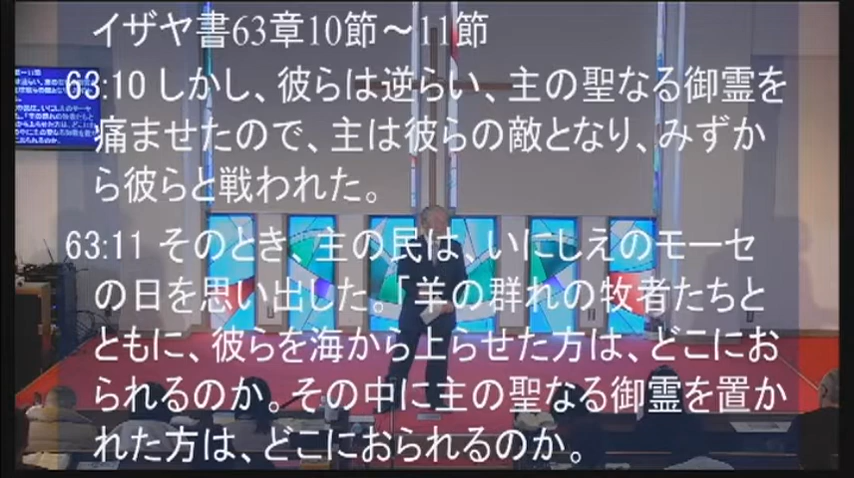 イザヤ書63章10節～11節
63:10 しかし、彼らは逆らい、主の聖なる御霊を
痛ませたので、主は彼らの敵となり、みずか
ら彼らと戦われた。
63:11 そのとき、主の民は、いにしえのモーセ
の日を思い出した。「羊の群れの牧者たちと
ともに、彼らを海から上らせた方は、どこにお
られるのか。その中に主の聖なる御霊を置か
れた方は、どこにおられるのか。